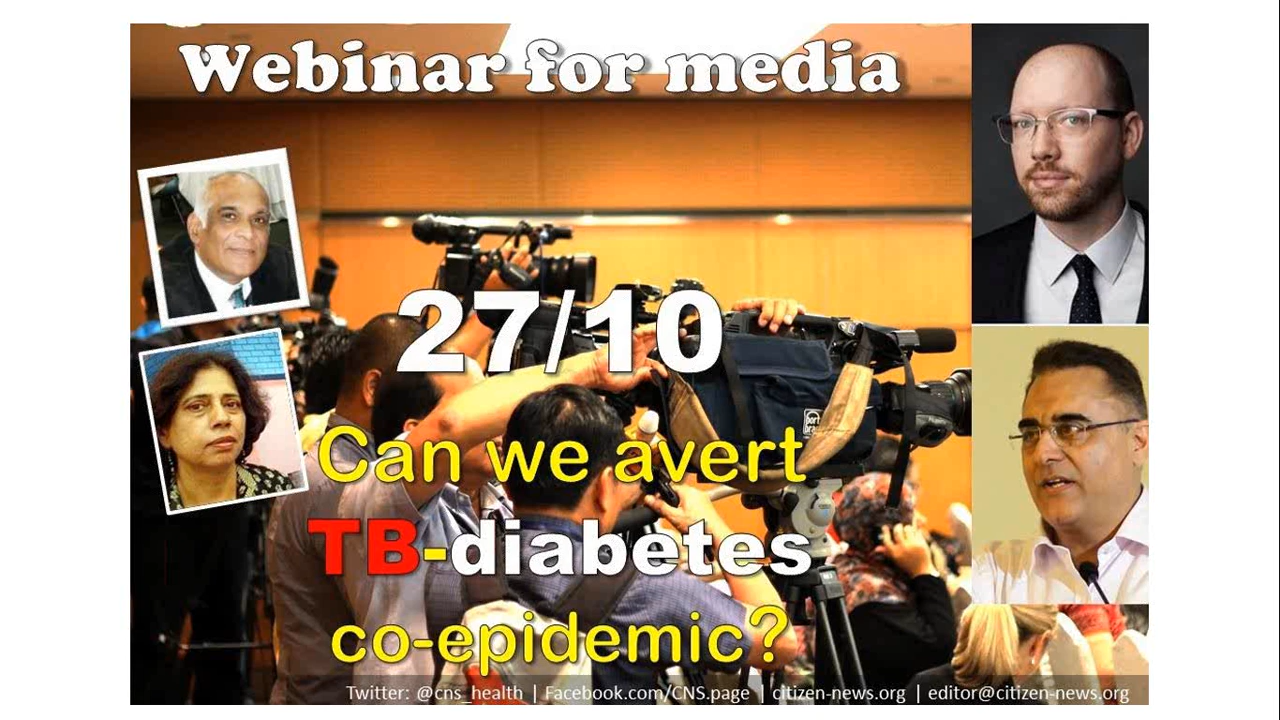 Webinar for media
27/10
Can we avert
TB-diabetes
co-epidemic?
Twitter: @cns_health | Facebook.com/CNS.page | citizen-news.org | editor@citizen-news.org